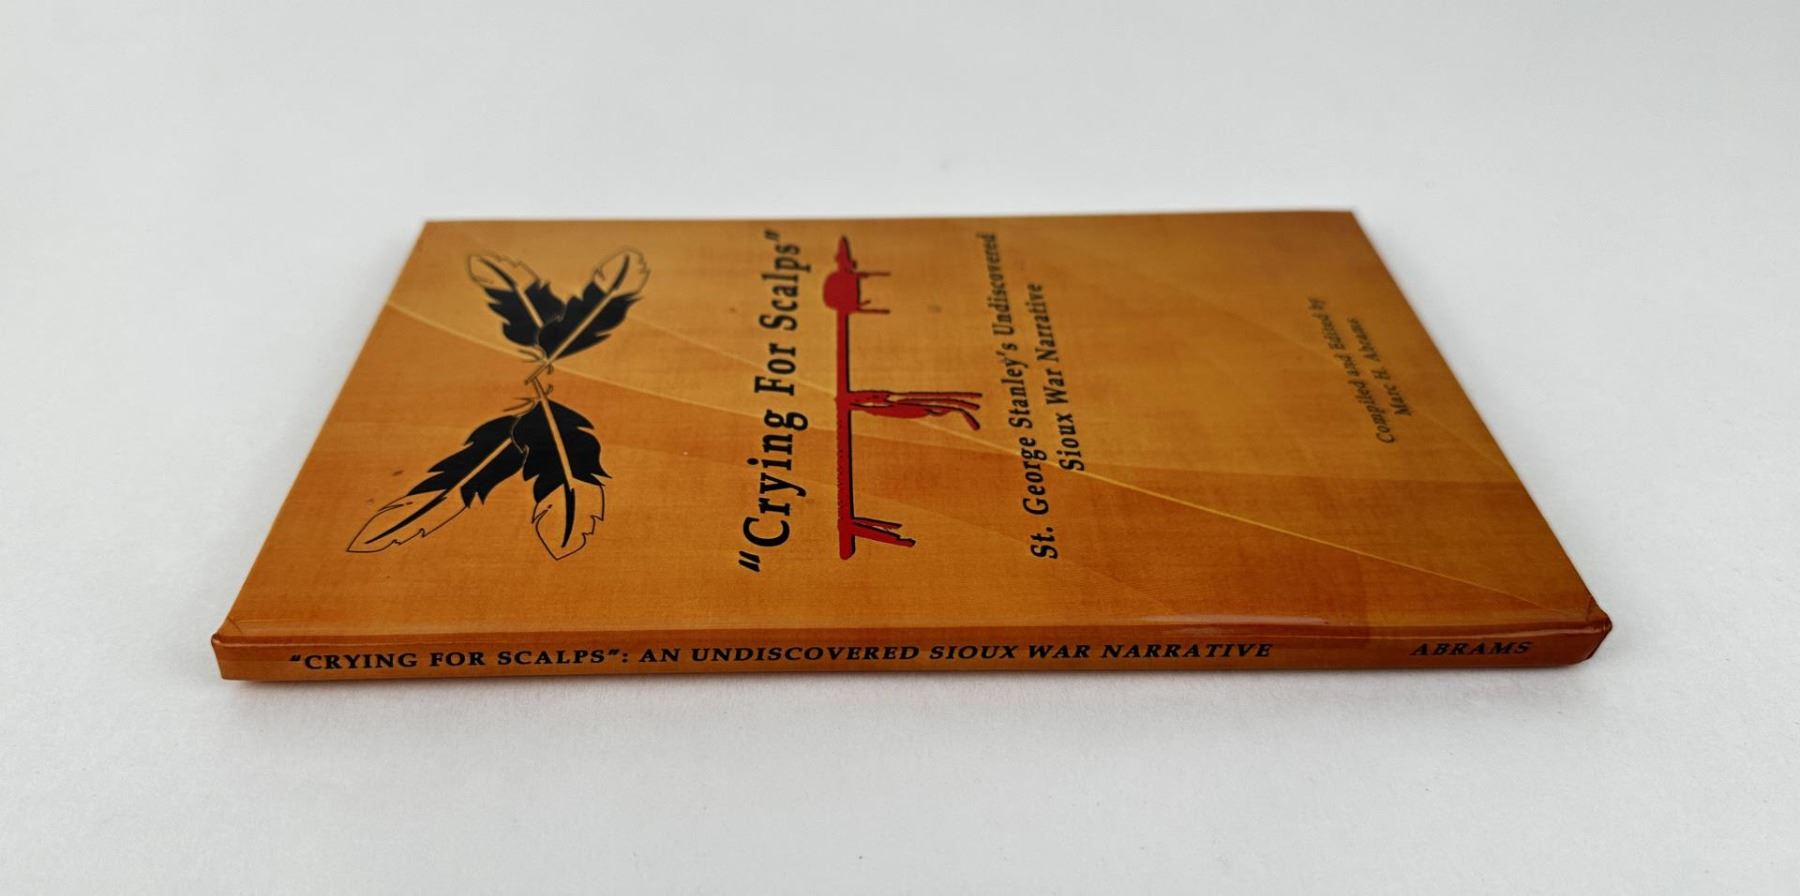 "Crying For Scalps"
St. George Stanley's Undiscovered
Sioux War Narrative
Compiled and Edited by
Marc H. Abrams
"CRYING FOR SCALPS": AN UNDISCOVERED SIOUX WAR NARRATIVE ABRAMS